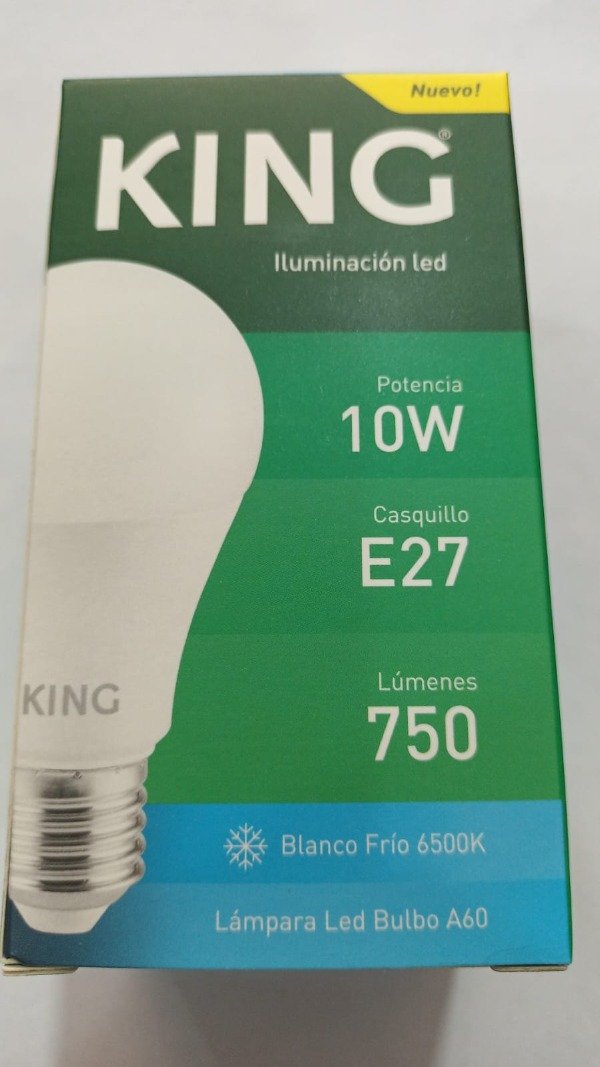 Nuevo!
KING®
Iluminación led
Potencia
10W
Casquillo
E27
Lúmenes
750
KING
Blanco Frío 6500K
Lámpara Led Bulbo A60